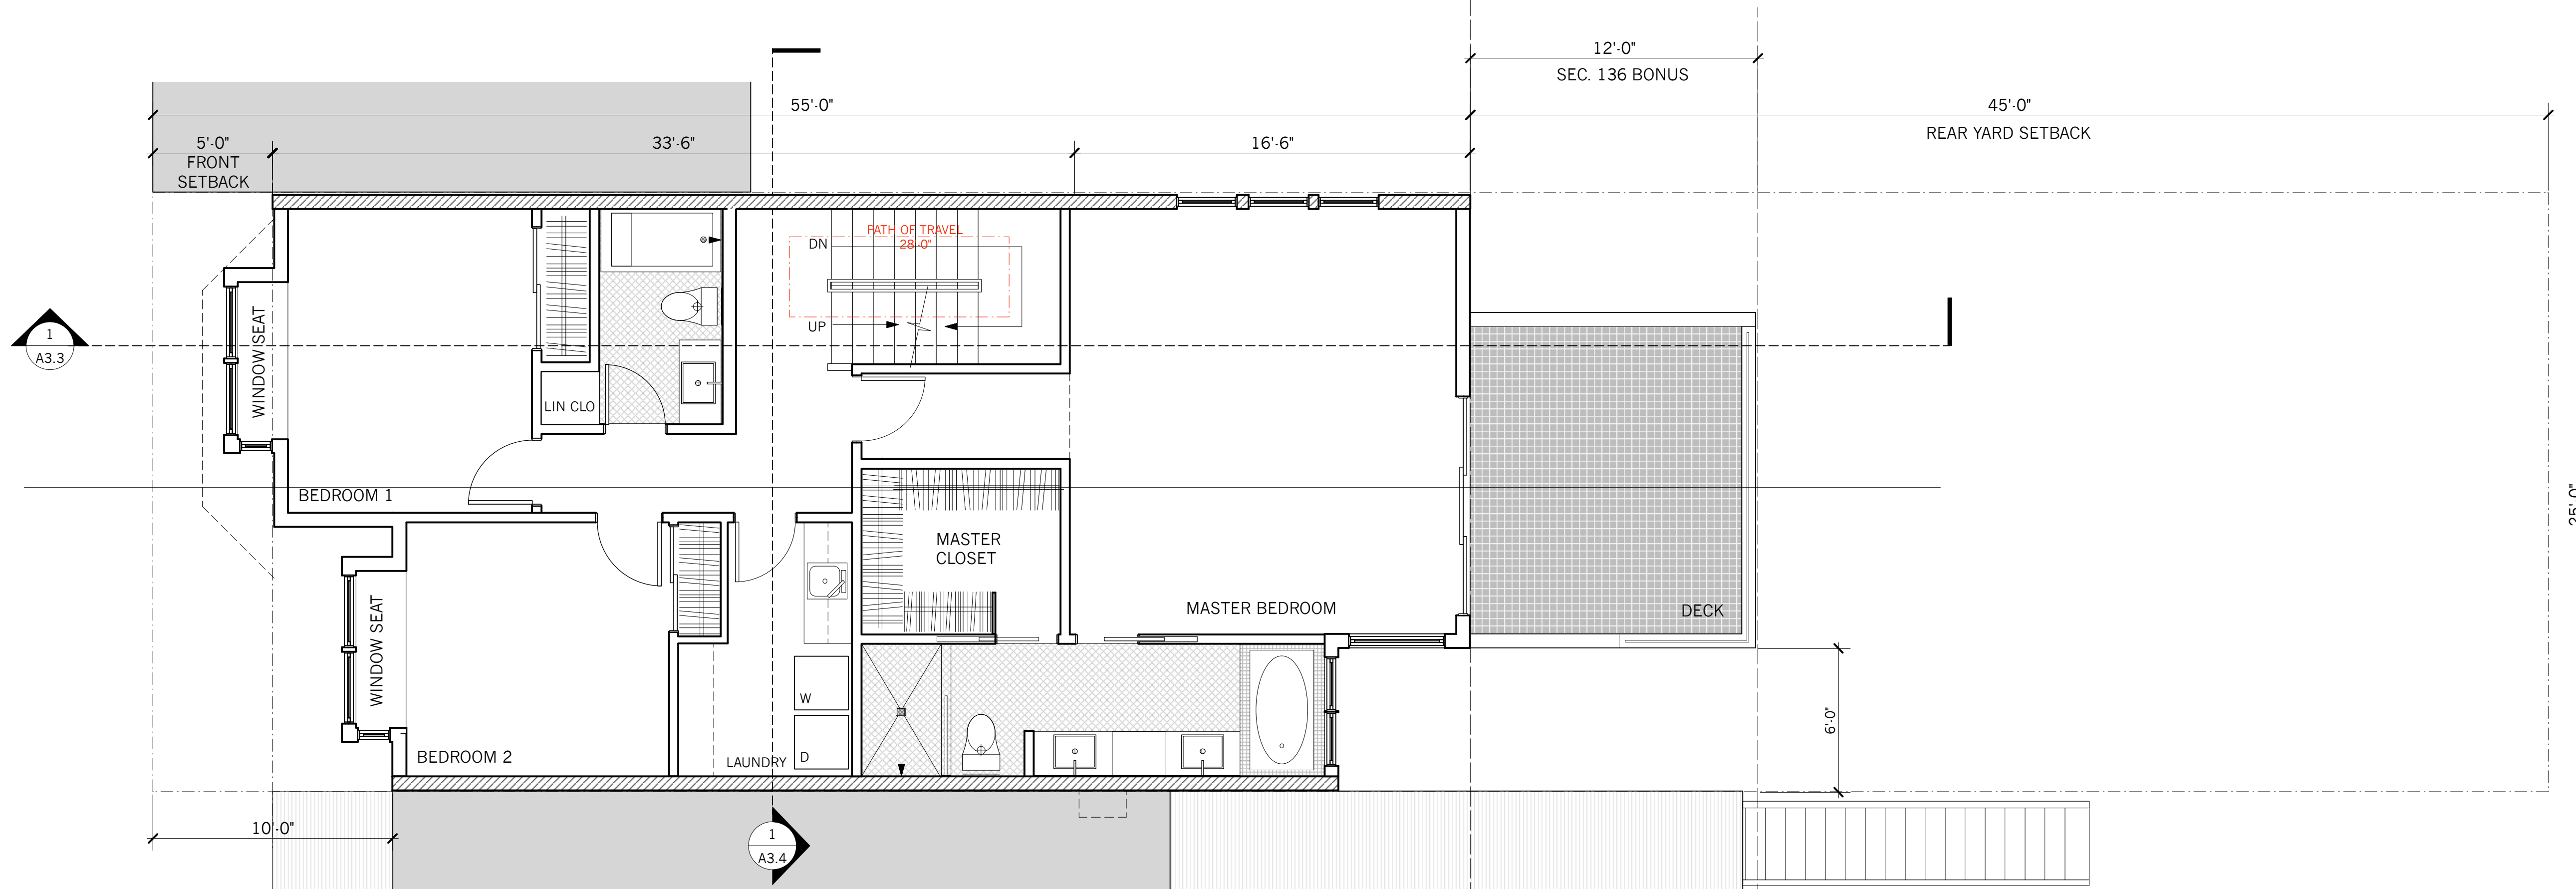 12'-0"
SEC. 136 BONUS
55'-0"
45'-0"
REAR YARD SETBACK
5'-0"
FRONT
SETBACK
33'-6"
16'-6"
PATH OF TRAVEL
28'-0"
DN
UP
1
A3.3
WINDOW SEAT
LIN CLO
BEDROOM 1
25'-0"
MASTER
CLOSET
MASTER BEDROOM
DECK
WINDOW SEAT
W
D
LAUNDRY
BEDROOM 2
6'-0"
10'-0"
1
A3.4